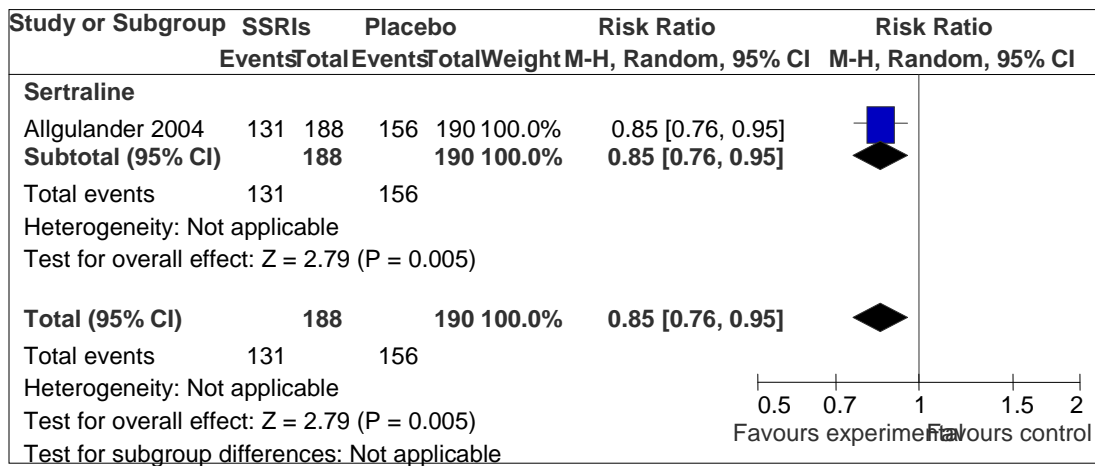 Study or Subgroup SSRIs Placebo Risk Ratio Risk Ratio
Events Total Events Total Weight M-H, Random, 95% CI M-H, Random, 95% CI
Sertraline
Allgulander 2004 131 188 156 190 100.0% 0.85 [0.76, 0.95]
Subtotal (95% CI) 188 190 100.0% 0.85 [0.76, 0.95]
Total events 131 156
Heterogeneity: Not applicable
Test for overall effect: Z = 2.79 (P = 0.005)
Total (95% CI) 188 190 100.0% 0.85 [0.76, 0.95]
Total events 131 156
Heterogeneity: Not applicable
Test for overall effect: Z = 2.79 (P = 0.005)
Test for subgroup differences: Not applicable
0.5 0.7 1 1.5 2
Favours experimental Favours control